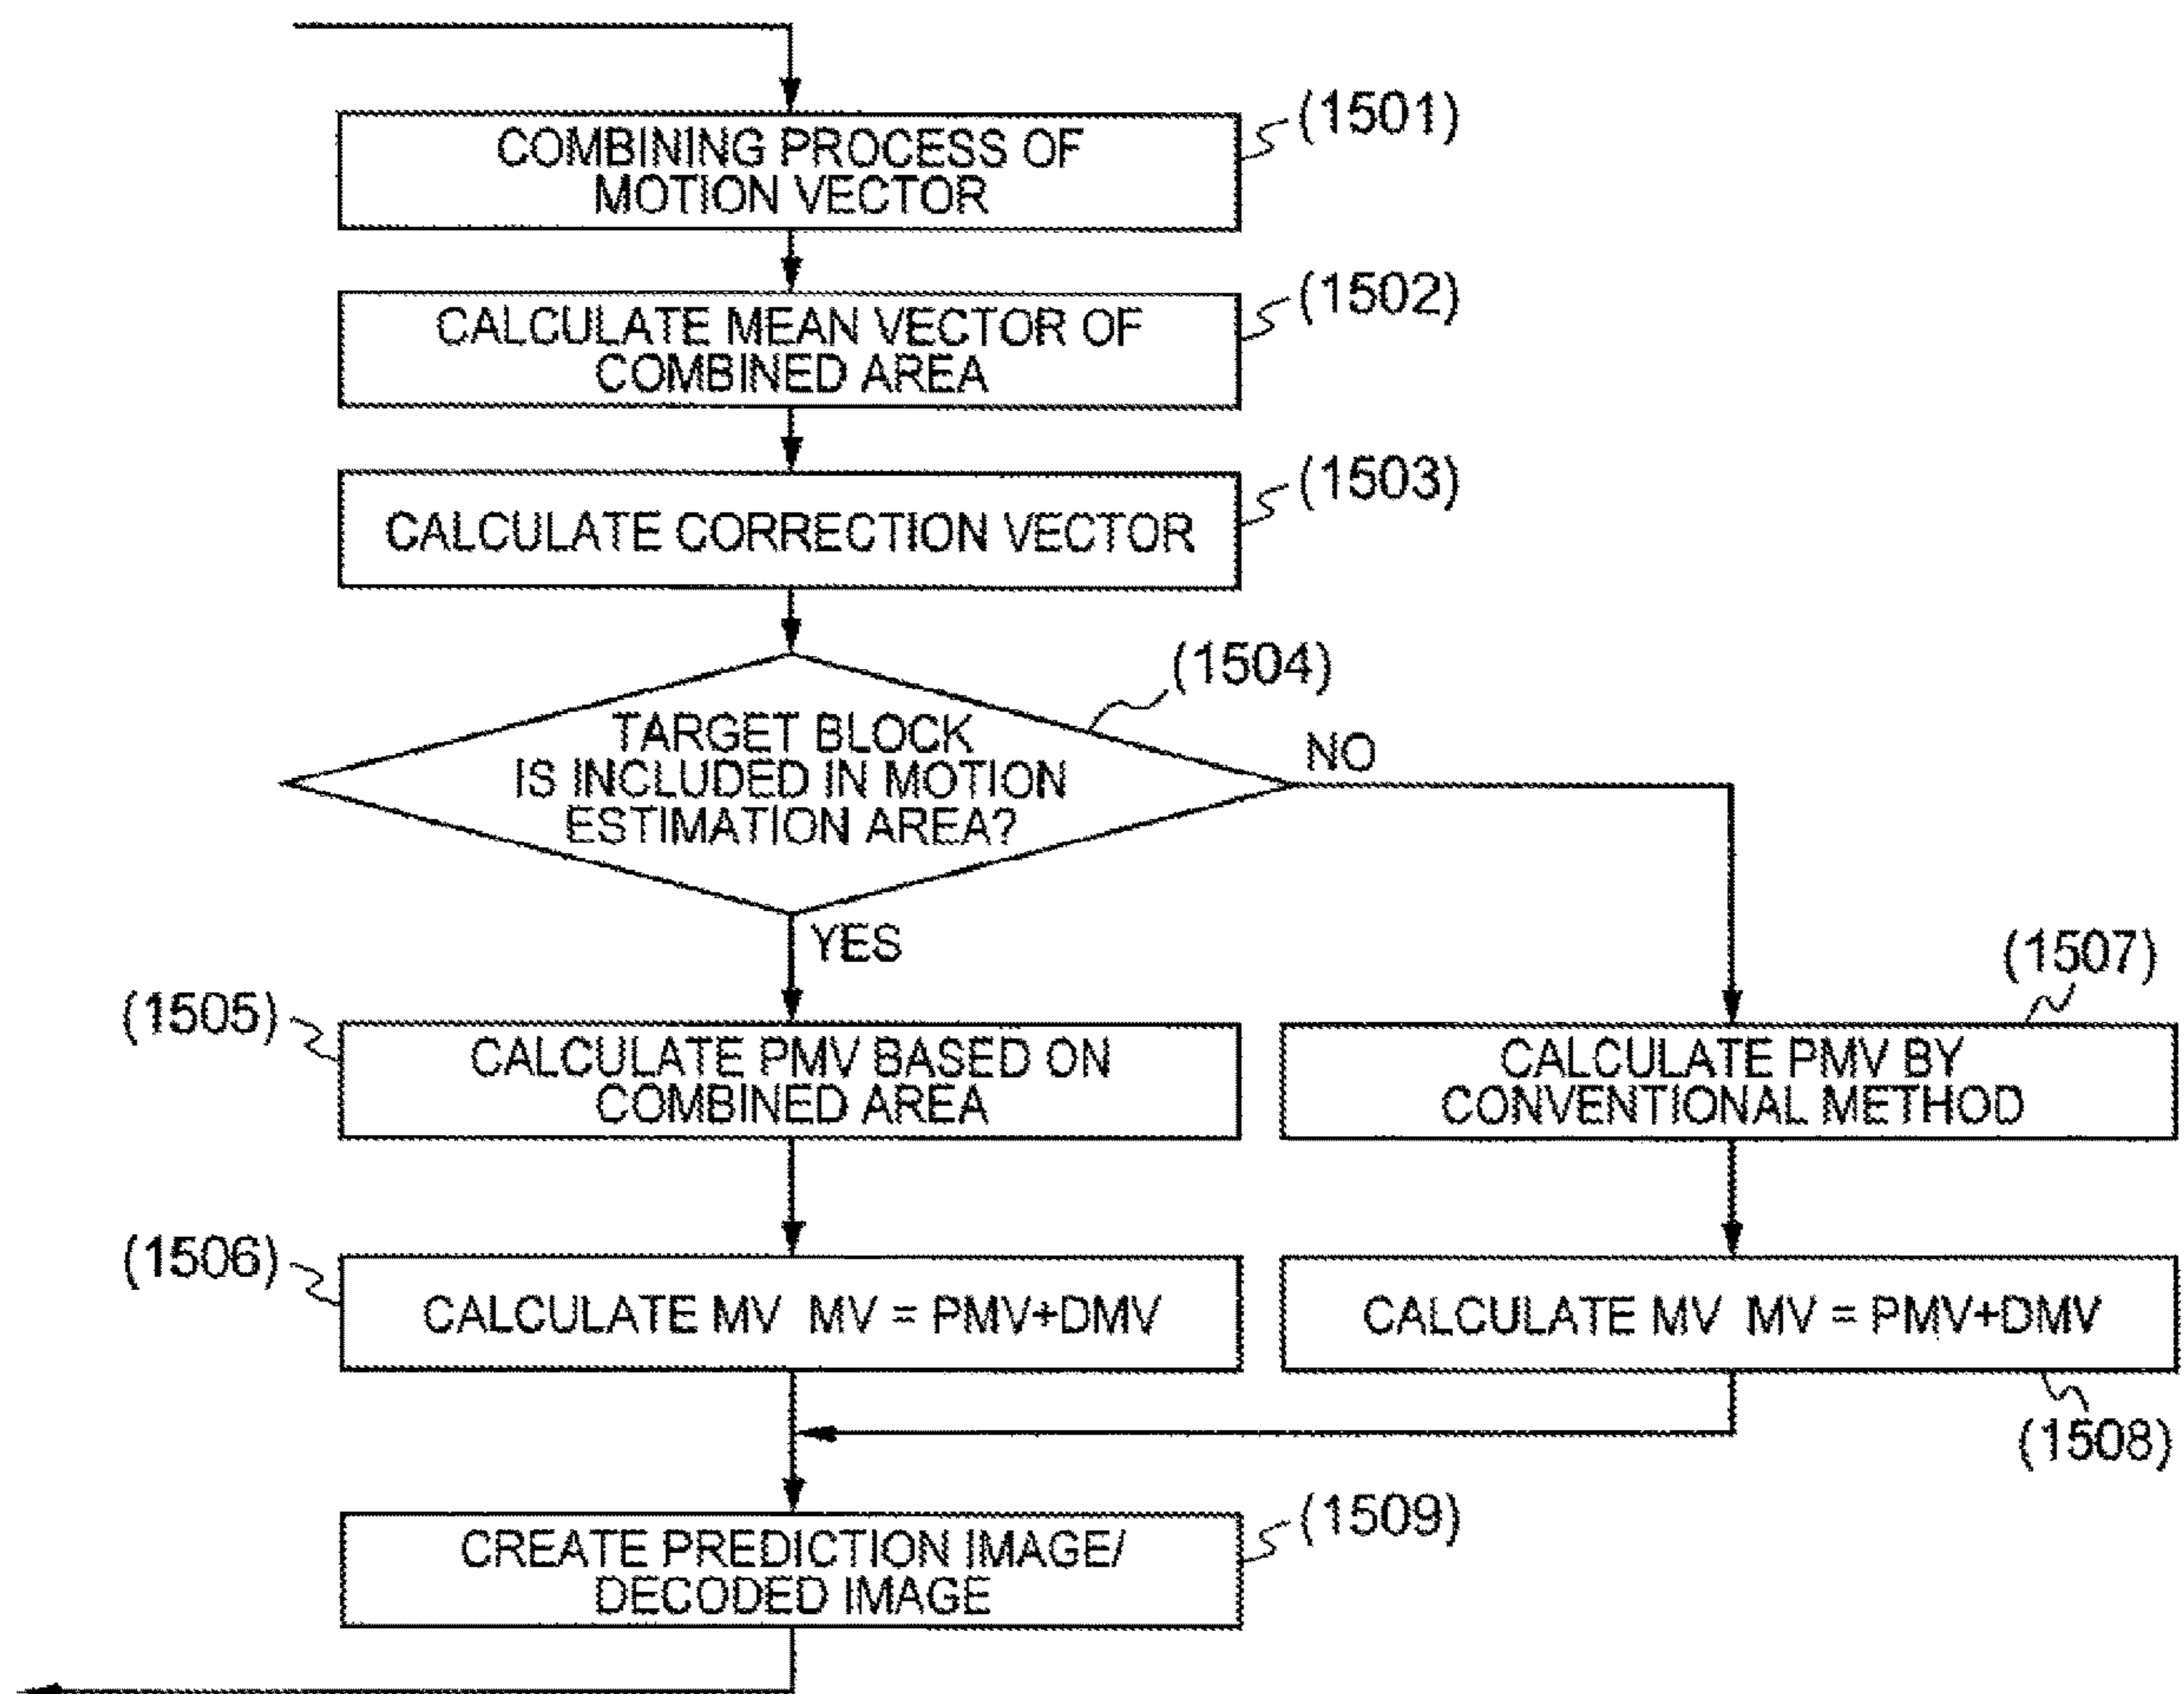 (1501)
COMBINING PROCESS OF
MOTION VECTOR
(1502)
CALCULATE MEAN VECTOR OF
COMBINED AREA
(1503)
CALCULATE CORRECTION VECTOR
(1504)
TARGET BLOCK
IS INCLUDED IN MOTION
ESTIMATION AREA?
NO
YES
(1505)
CALCULATE PMV BASED ON
COMBINED AREA
(1507)
CALCULATE PMV BY
CONVENTIONAL METHOD
(1506)
CALCULATE MV MV = PMV+DMV
CALCULATE MV MV = PMV+DMV
(1508)
(1509)
CREATE PREDICTION IMAGE/
DECODED IMAGE